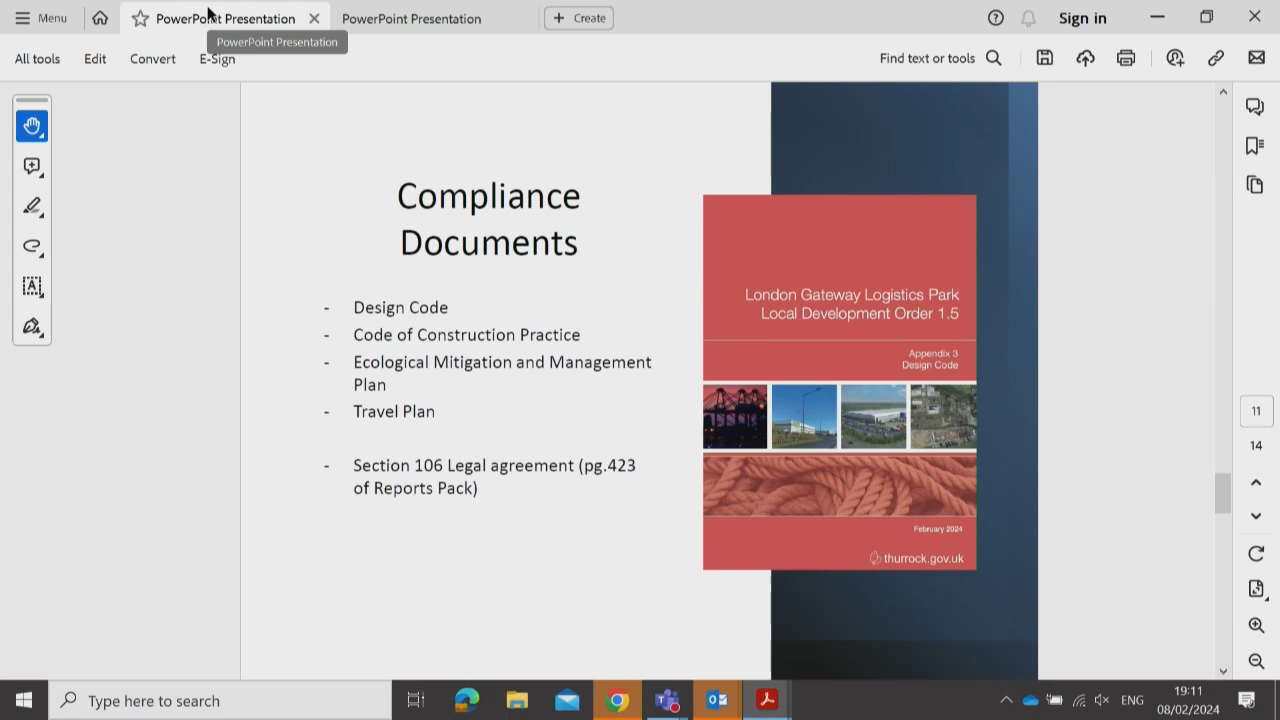 Menu
PowerPoint Presentation
PowerPoint Presentation
Create
Sign in
PowerPoint Presentation
All tools
Edit
Convert
E-Sign
Find text or tools
Compliance
Documents
- Design Code
- Code of Construction Practice
- Ecological Mitigation and Management
Plan
- Travel Plan
- Section 106 Legal agreement (pg.423
of Reports Pack)
London Gateway Logistics Park
Local Development Order 1.5
Appendix 3
Design Code
February 2024
thurrock.gov.uk
11
14
Type here to search
ENG
19:11
08/02/2024